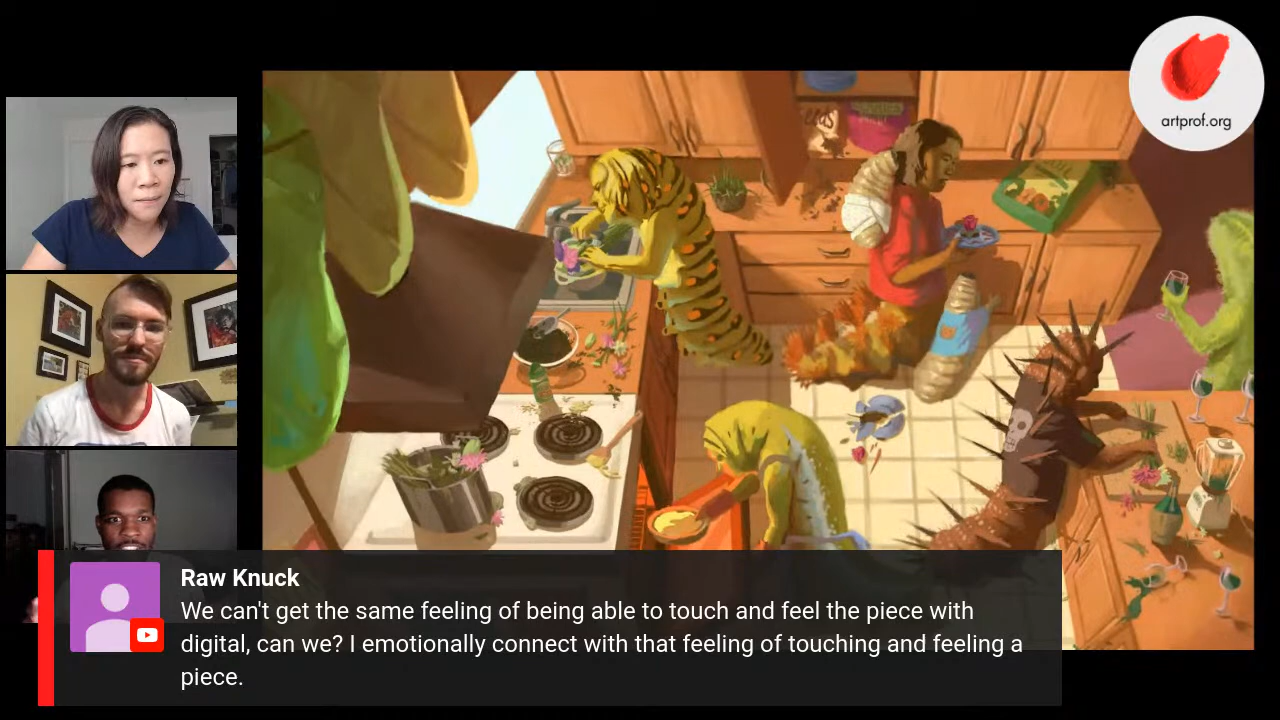 artprof.org
Raw Knuck
We can't get the same feeling of being able to touch and feel the piece with
digital, can we? I emotionally connect with that feeling of touching and feeling a
piece.